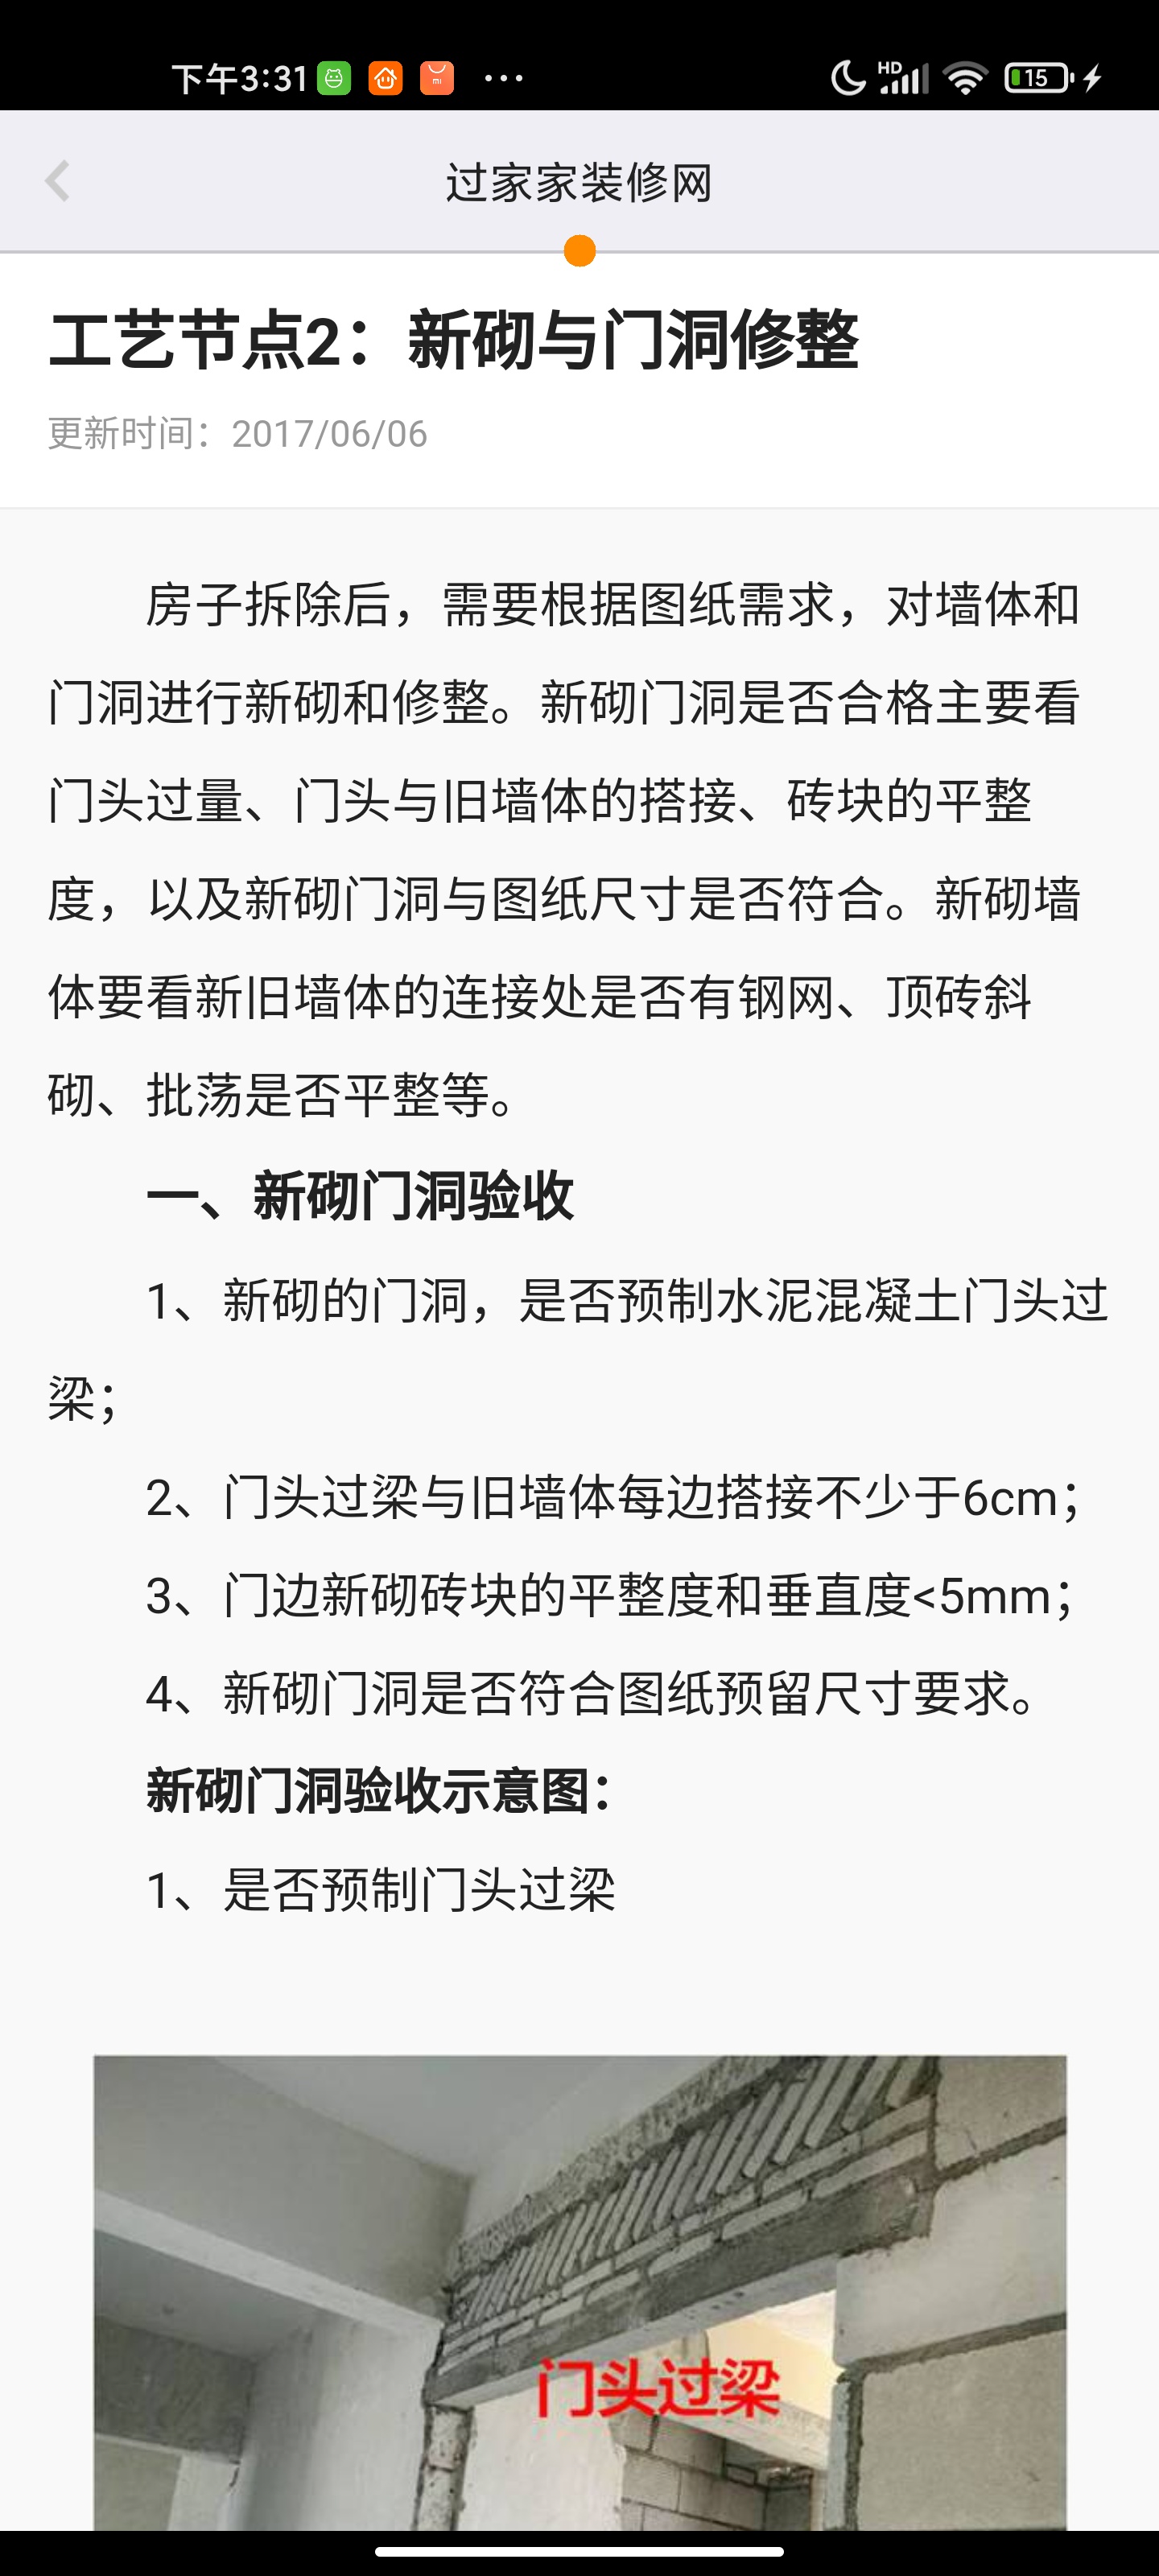 下午3:31
mi
HD
15
过家家装修网
工艺节点2：新砌与门洞修整
更新时间：2017/06/06
房子拆除后，需要根据图纸需求，对墙体和
门洞进行新砌和修整。新砌门洞是否合格主要看
门头过量、门头与旧墙体的搭接、砖块的平整
度，以及新砌门洞与图纸尺寸是否符合。新砌墙
体要看新旧墙体的连接处是否有钢网、顶砖斜
砌、批荡是否平整等。
一、新砌门洞验收
1、新砌的门洞，是否预制水泥混凝土门头过
梁；
2、门头过梁与旧墙体每边搭接不少于6cm；
3、门边新砌砖块的平整度和垂直度<5mm；
4、新砌门洞是否符合图纸预留尺寸要求。
新砌门洞验收示意图：
1、是否预制门头过梁
门头过梁